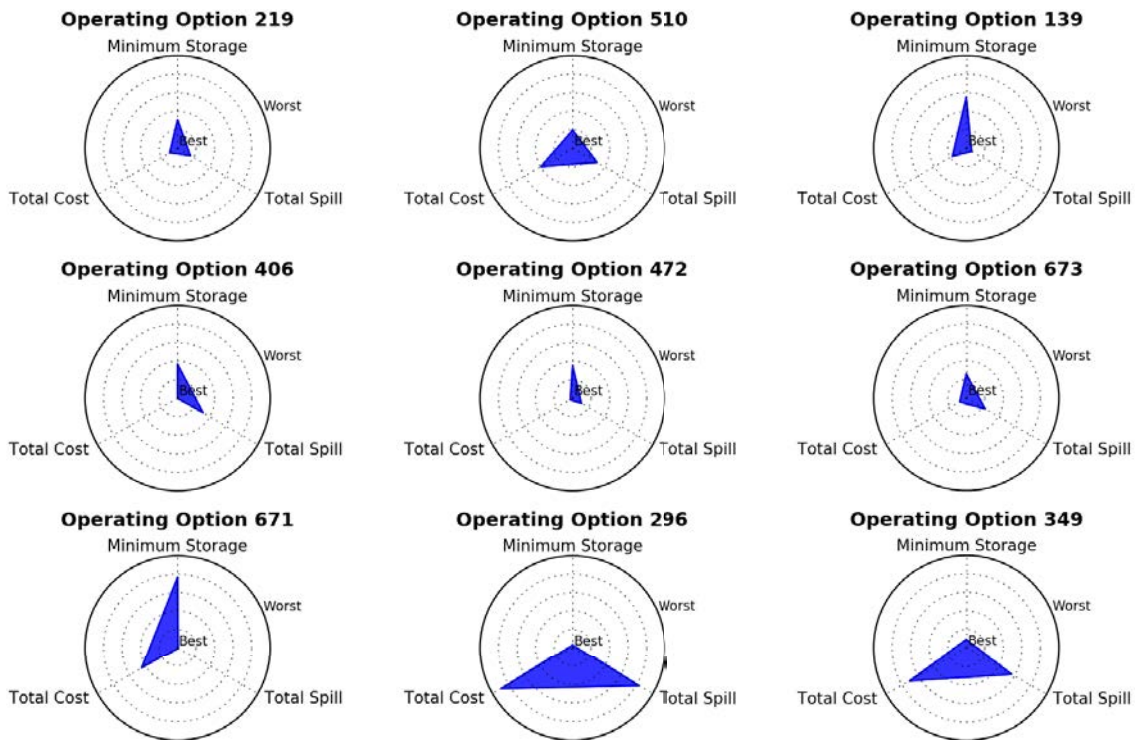 Operating Option 219
Minimum Storage
Worst
Best
Total Cost
Total Spill
Operating Option 510
Minimum Storage
Worst
Best
Total Cost
Total Spill
Operating Option 139
Minimum Storage
Worst
Best
Total Cost
Total Spill
Operating Option 406
Minimum Storage
Worst
Best
Total Cost
Total Spill
Operating Option 472
Minimum Storage
Worst
Best
Total Cost
Total Spill
Operating Option 673
Minimum Storage
Worst
Best
Total Cost
Total Spill
Operating Option 671
Minimum Storage
Worst
Best
Total Cost
Total Spill
Operating Option 296
Minimum Storage
Worst
Best
Total Cost
Total Spill
Operating Option 349
Minimum Storage
Worst
Best
Total Cost
Total Spill